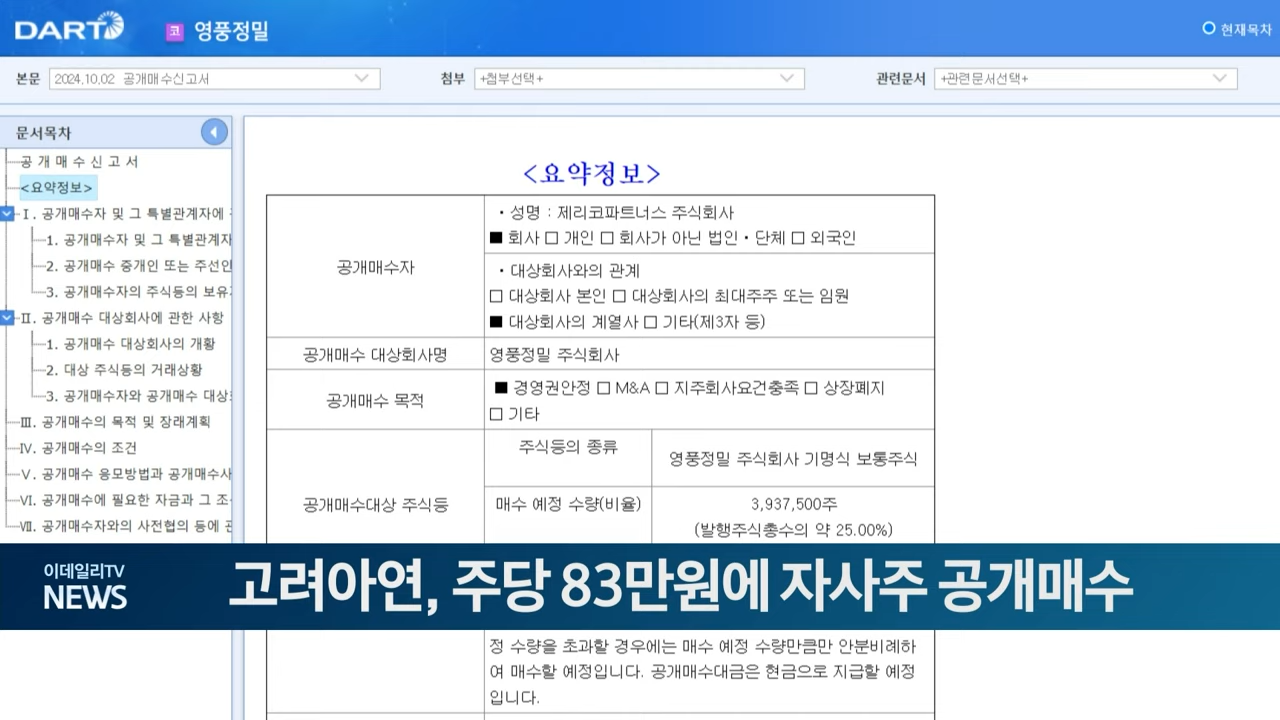 DART
코 영풍정밀
현재목차
본문 2024.10.02 공개매수신고서
첨부 +첨부선택+
관련문서 +관련문서선택+
문서목차
공 개 매 수 신 고 서
<요약정보>
I. 공개매수자 및 그 특별관계자에
1. 공개매수자 및 그 특별관계자
2. 공개매수 중개인 또는 주선인
3. 공개매수자의 주식등의 보유
II. 공개매수 대상회사에 관한 사항
1. 공개매수 대상회사의 개황
2. 대상 주식등의 거래상황
3. 공개매수자와 공개매수 대상
III. 공개매수의 목적 및 장래계획
IV. 공개매수의 조건
V. 공개매수 응모방법과 공개매수사
VI. 공개매수에 필요한 자금과 그 조
VII. 공개매수자와의 사전협의 등에
<요약정보>
공개매수자
・성명 : 제리코파트너스 주식회사
■ 회사 □ 개인 □ 회사가 아닌 법인・단체 □ 외국인
・대상회사와의 관계
□ 대상회사 본인 □ 대상회사의 최대주주 또는 임원
■ 대상회사의 계열사 □ 기타(제3자 등)
공개매수 대상회사명
영풍정밀 주식회사
공개매수 목적
■ 경영권안정 □ M&A □ 지주회사요건충족 □ 상장폐지
□ 기타
공개매수대상 주식등
주식등의 종류
영풍정밀 주식회사 기명식 보통주식
매수 예정 수량(비율)
3,937,500주
(발행주식총수의 약 25.00%)
이데일리TV
NEWS
고려아연, 주당 83만원에 자사주 공개매수
정 수량을 초과할 경우에는 매수 예정 수량만큼만 안분비례하
여 매수할 예정입니다. 공개매수대금은 현금으로 지급할 예정
입니다.